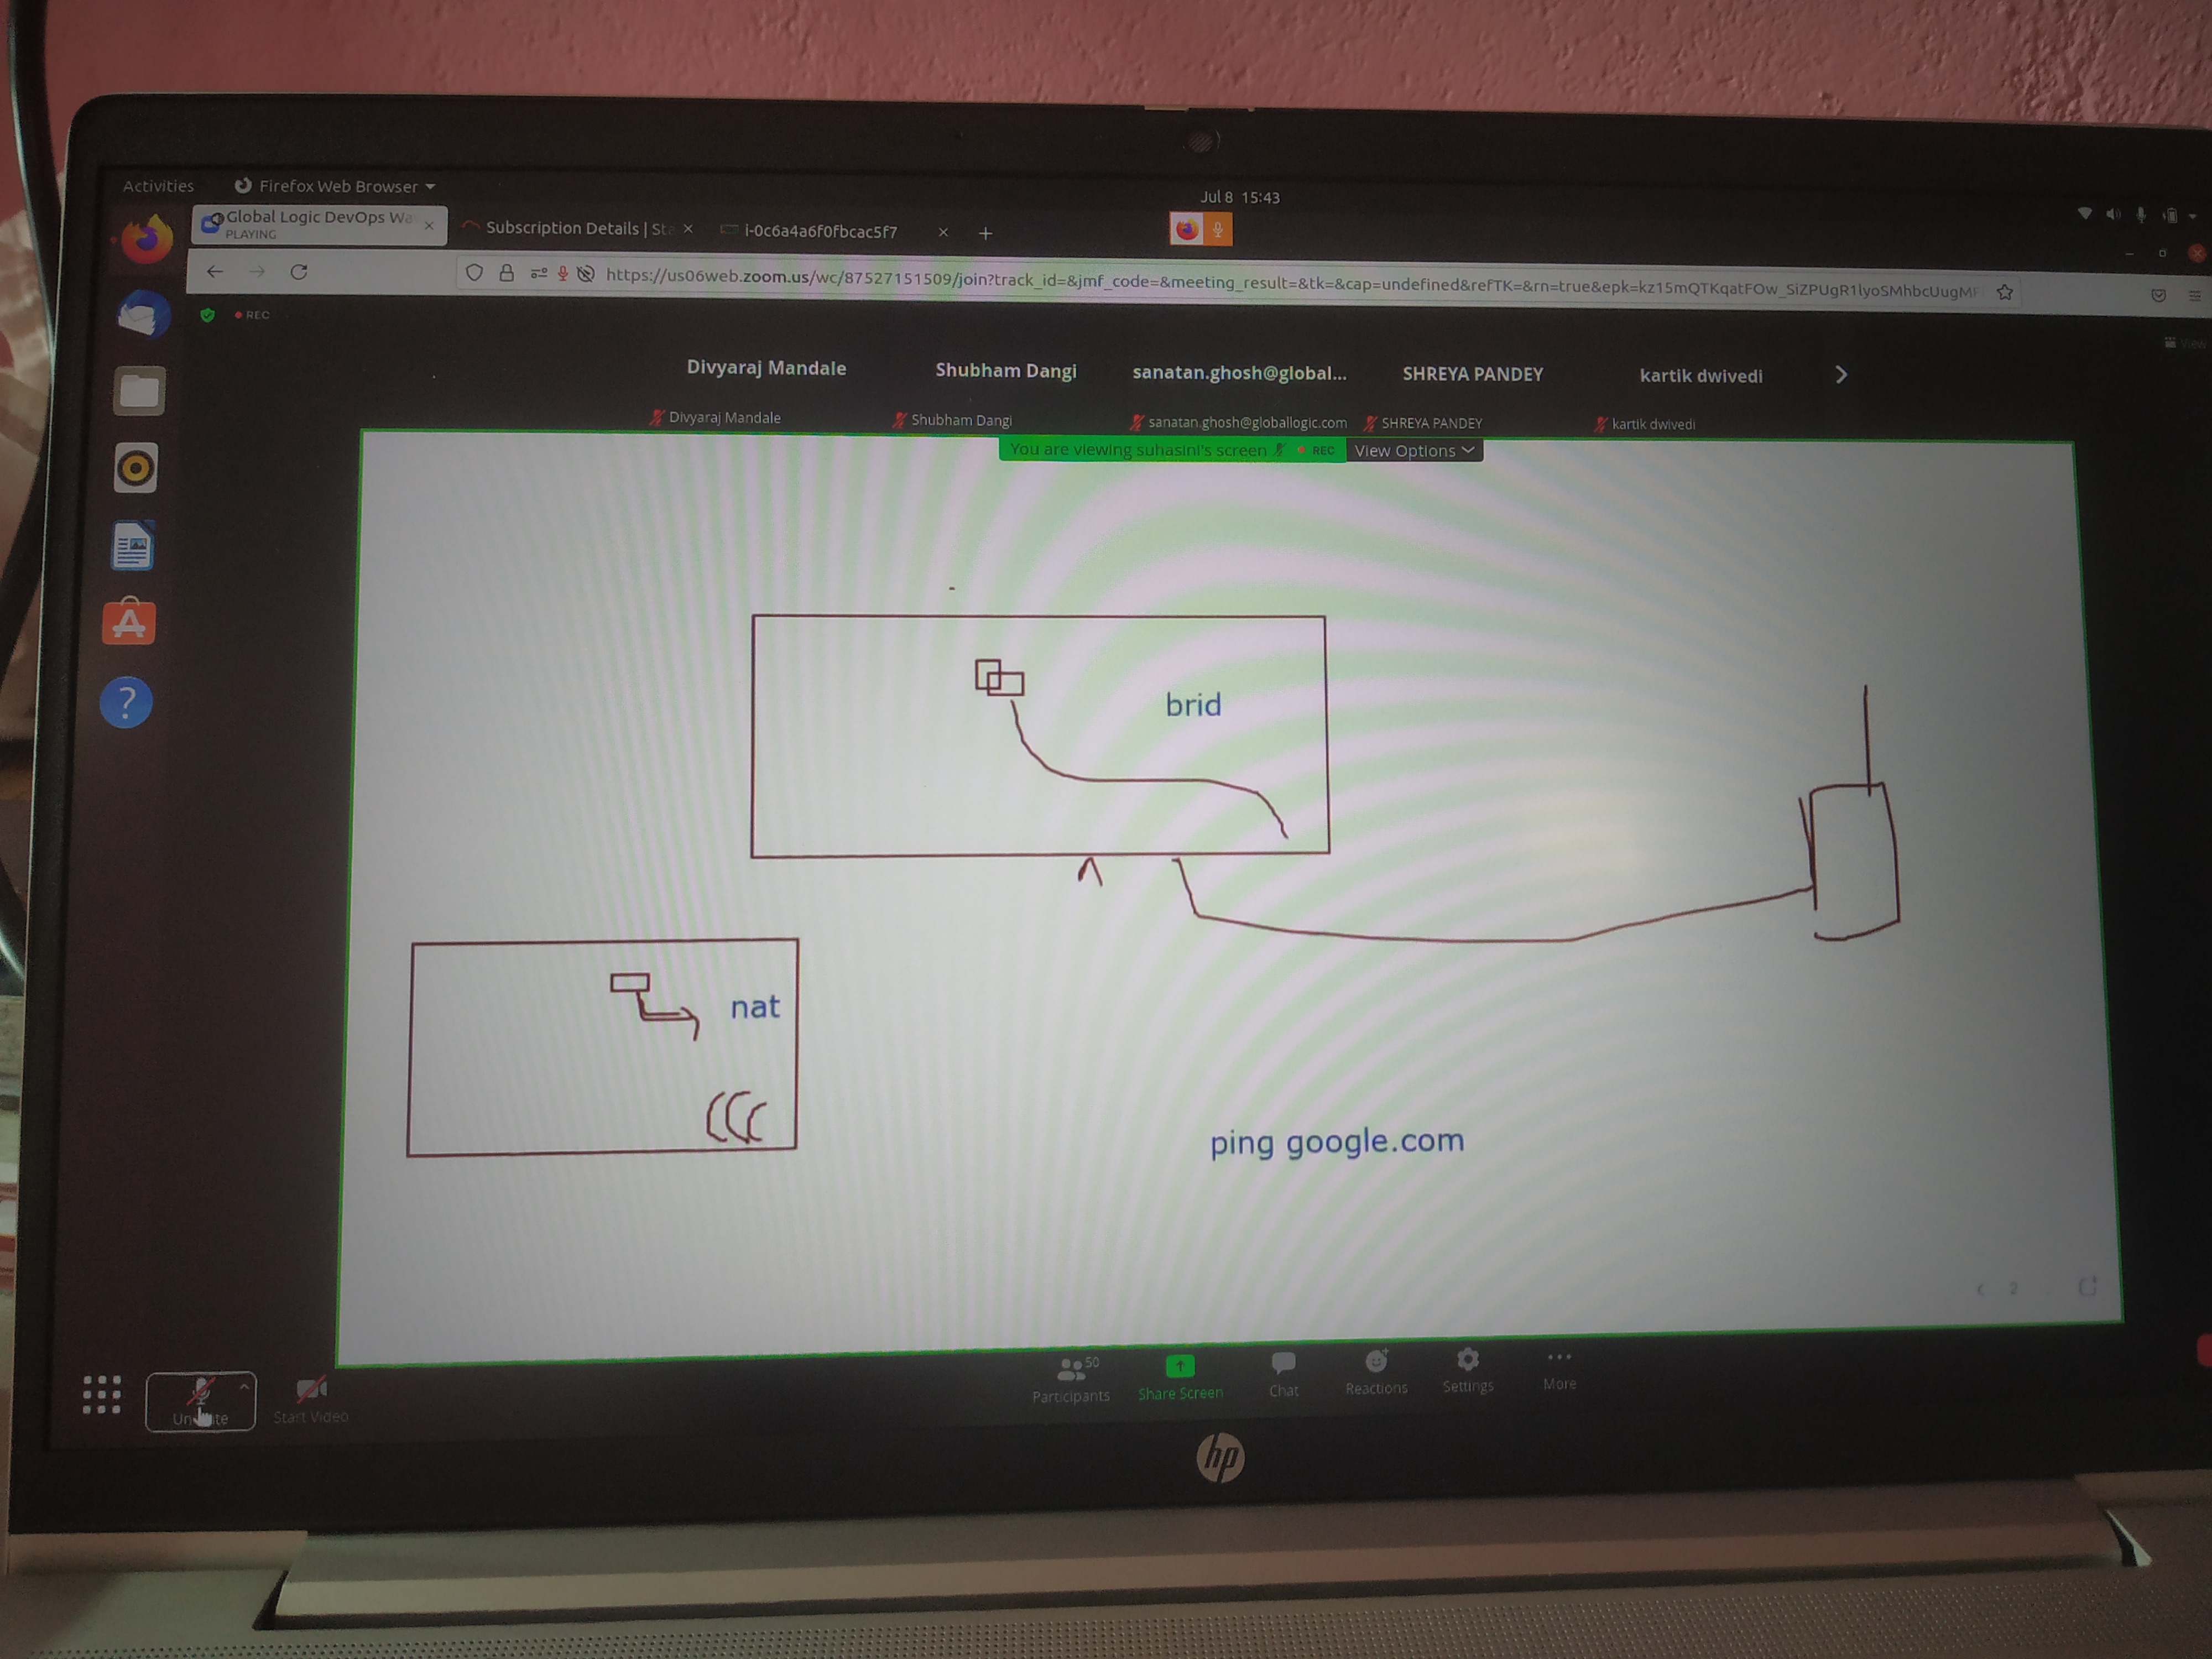 Activities
Firefox Web Browser
Jul 8 15:43
Global Logic DevOps Wa
PLAYING
Subscription Details | Sta
i-0c6a4a6f0fbcac5f7
https://us06web.zoom.us/wc/87527151509/join?track_id=&jmf_code=&meeting_result=&tk=&cap=undefined&refTK=&rn=true&epk=kz15mQTKqatFOw_SiZPUgR1lyoSMhbcUugMF
REC
View
Divyaraj Mandale
Shubham Dangi
sanatan.ghosh@global...
SHREYA PANDEY
kartik dwivedi
Divyaraj Mandale
Shubham Dangi
sanatan.ghosh@globallogic.com
SHREYA PANDEY
kartik dwivedi
You are viewing suhasini's screen
REC
View Options
brid
nat
ping google.com
2
50
Participants
Share Screen
Chat
Reactions
Settings
More
Start Video
hp